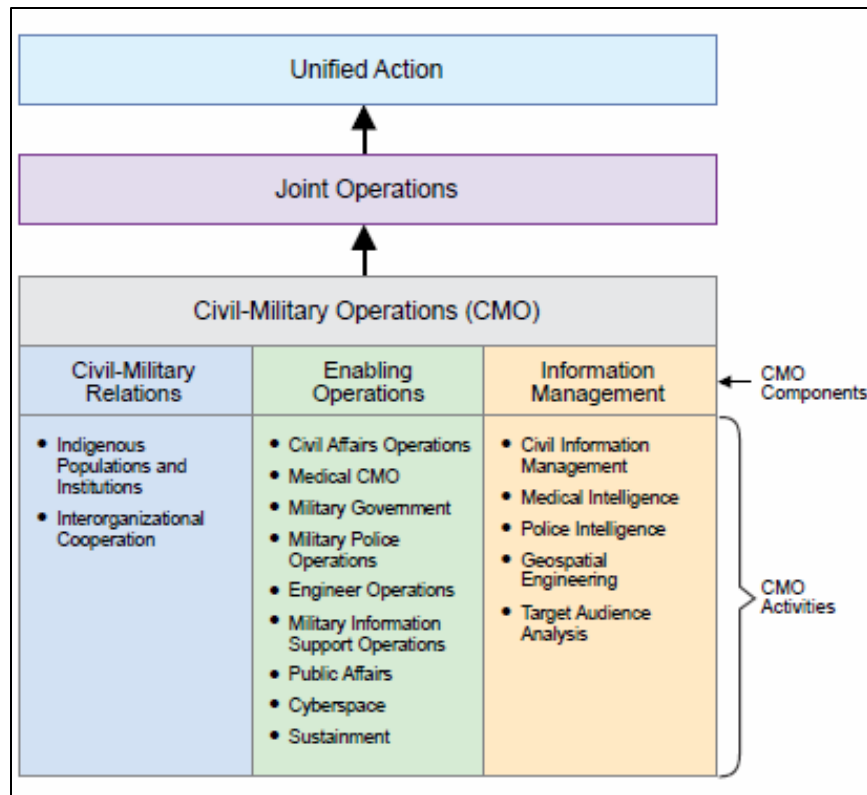 Unified Action
Joint Operations
Civil-Military Operations (CMO)
Civil-Military
Relations
Enabling
Operations
Information
Management
CMO
Components
• Indigenous
Populations and
Institutions
• Interorganizational
Cooperation
• Civil Affairs Operations
• Medical CMO
• Military Government
• Military Police
Operations
• Engineer Operations
• Military Information
Support Operations
• Public Affairs
• Cyberspace
• Sustainment
• Civil Information
Management
• Medical Intelligence
• Police Intelligence
• Geospatial
Engineering
• Target Audience
Analysis
CMO
Activities